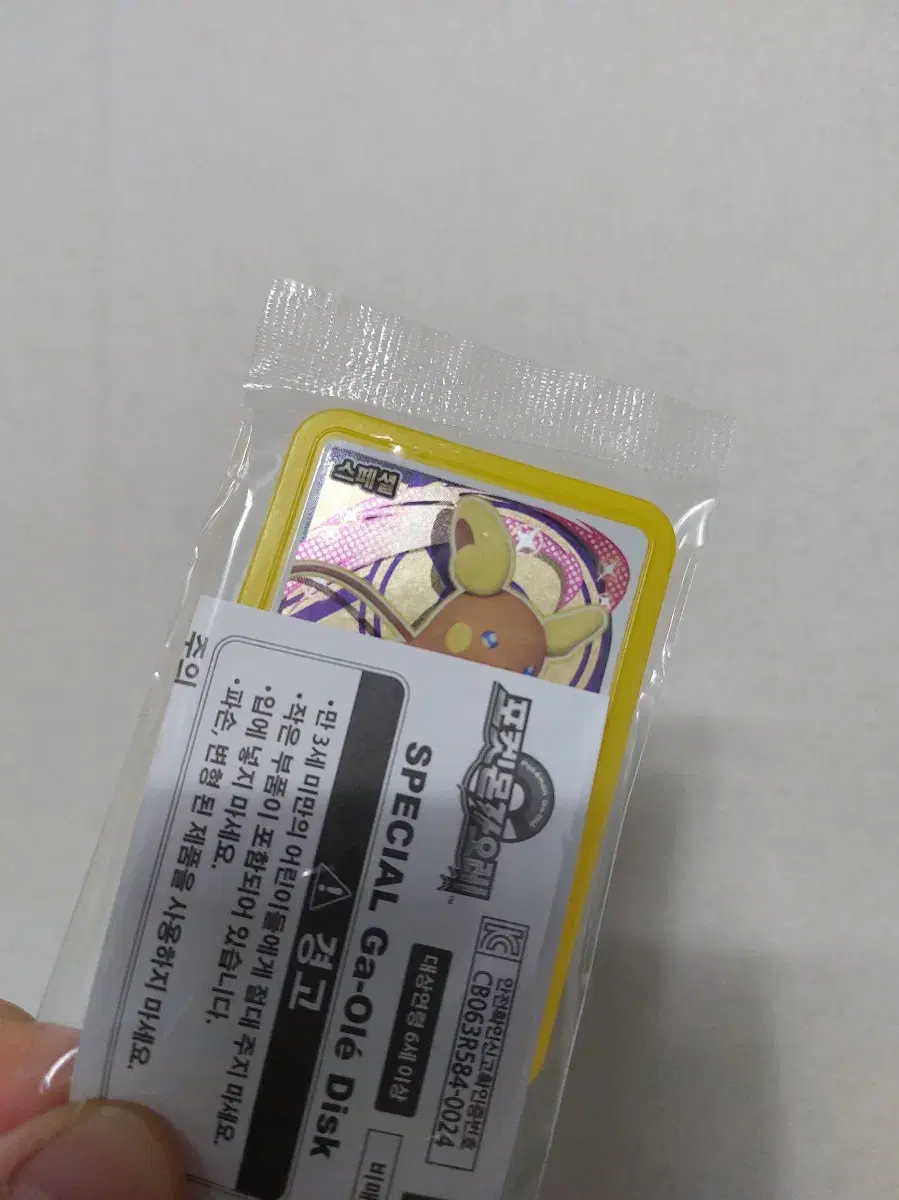 스페셜
포켓몬 가오레
TM
SPECIAL Ga-Olé Disk
대상연령 6세 이상
안전확인신고확인증번호
CB063R584-0024
경고
·만 3세 미만의 어린이들에게 절대 주지 마세요.
·작은 부품이 포함되어 있습니다.
·입에 넣지 마세요.
·파손, 변형 된 제품을 사용하지 마세요.
주의